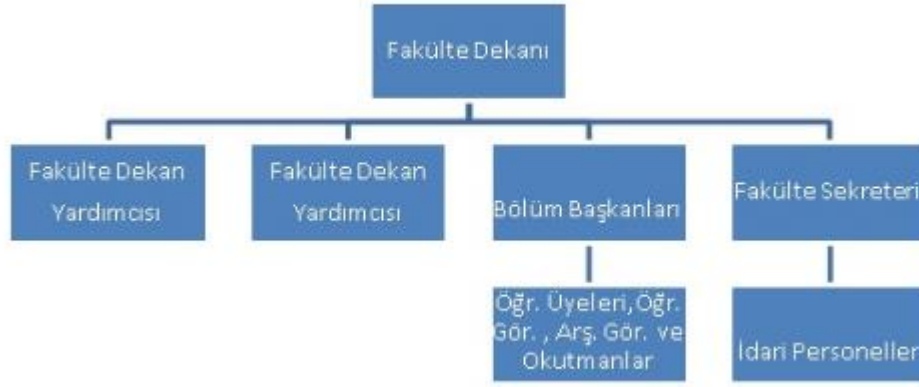 Fakülte Dekanı
Fakülte Dekan
Yardımcısı
Fakülte Dekan
Yardımcısı
Bölüm Başkanları
Fakülte Sekreteri
Öğr. Üyeleri,Öğr.
Gör. , Arş. Gör. ve
Okutmanlar
İdari Personeller